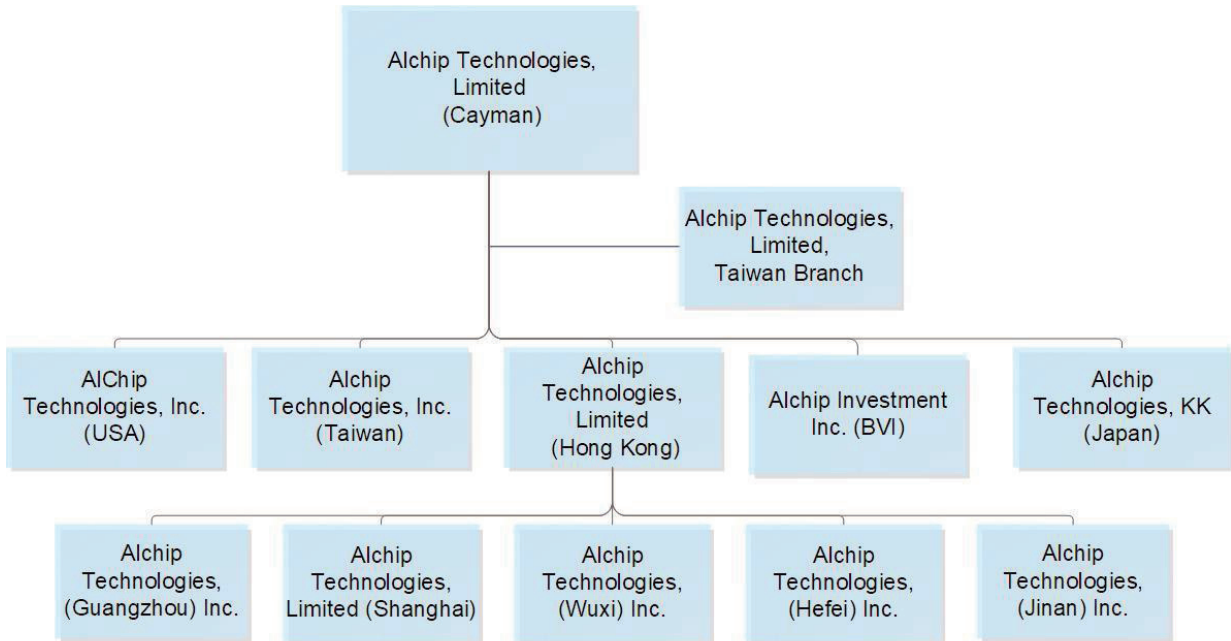 Alchip Technologies,
Limited
(Cayman)
Alchip Technologies,
Limited,
Taiwan Branch
AlChip
Technologies, Inc.
(USA)
Alchip
Technologies, Inc.
(Taiwan)
Alchip
Technologies,
Limited
(Hong Kong)
Alchip Investment
Inc. (BVI)
Alchip
Technologies, KK
(Japan)
Alchip
Technologies,
(Guangzhou) Inc.
Alchip
Technologies,
Limited (Shanghai)
Alchip
Technologies,
(Wuxi) Inc.
Alchip
Technologies,
(Hefei) Inc.
Alchip
Technologies,
(Jinan) Inc.